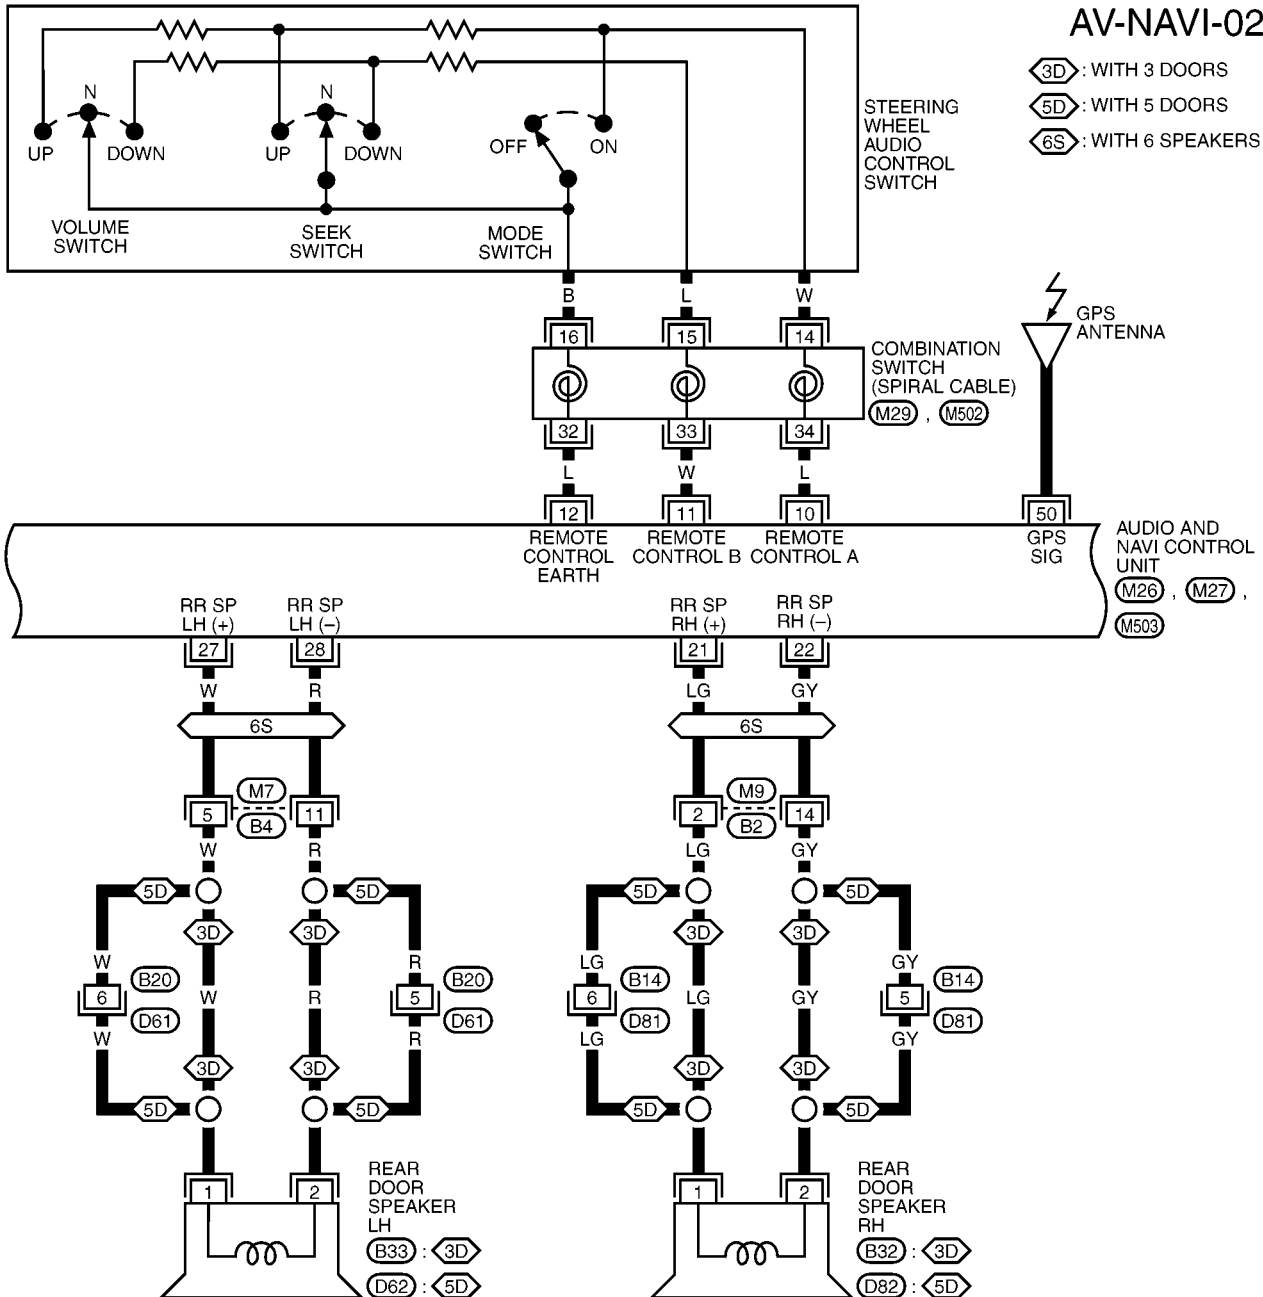 AV-NAVI-02
3D : WITH 3 DOORS
5D : WITH 5 DOORS
6S : WITH 6 SPEAKERS
N
UP
DOWN
VOLUME
SWITCH
N
UP
DOWN
SEEK
SWITCH
OFF
ON
MODE
SWITCH
STEERING
WHEEL
AUDIO
CONTROL
SWITCH
B
L
W
16
15
14
COMBINATION
SWITCH
(SPIRAL CABLE)
M29 , M502
GPS
ANTENNA
32
33
34
L
W
L
12
11
10
50
REMOTE
CONTROL
EARTH
REMOTE
CONTROL B
REMOTE
CONTROL A
GPS
SIG
AUDIO AND
NAVI CONTROL
UNIT
M26 , M27 ,
M503
RR SP
LH (+)
RR SP
LH (–)
RR SP
RH (+)
RR SP
RH (–)
27
28
21
22
W
R
LG
GY
6S
6S
M7
M9
5
11
2
14
B4
B2
W
R
LG
GY
5D
5D
5D
5D
3D
3D
3D
3D
W
R
LG
GY
6
B20
W
R
5
B20
6
B14
LG
GY
5
B14
D61
D61
D81
D81
W
R
LG
GY
3D
3D
3D
3D
5D
5D
5D
5D
1
2
1
2
REAR
DOOR
SPEAKER
LH
B33 : 3D
D62 : 5D
REAR
DOOR
SPEAKER
RH
B32 : 3D
D82 : 5D